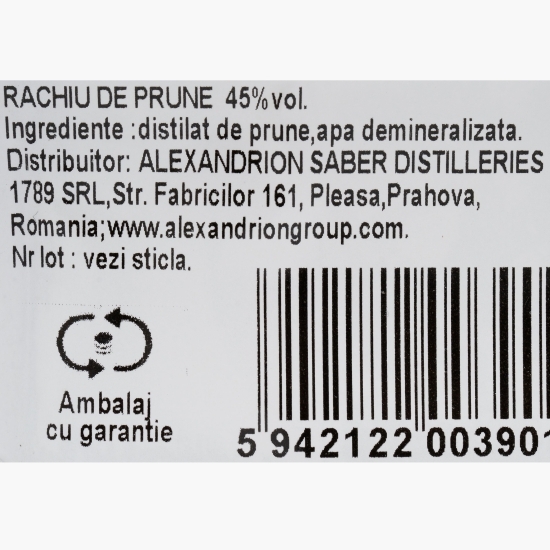 RACHIU DE PRUNE 45%vol.
Ingrediente :distilat de prune,apa demineralizata.
Distribuitor: ALEXANDRION SABER DISTILLERIES
1789 SRL,Str. Fabricilor 161, Pleasa,Prahova,
Romania;www.alexandriongroup.com.
Nr lot : vezi sticla.
Ambalaj
cu garantie
5 942122 003901